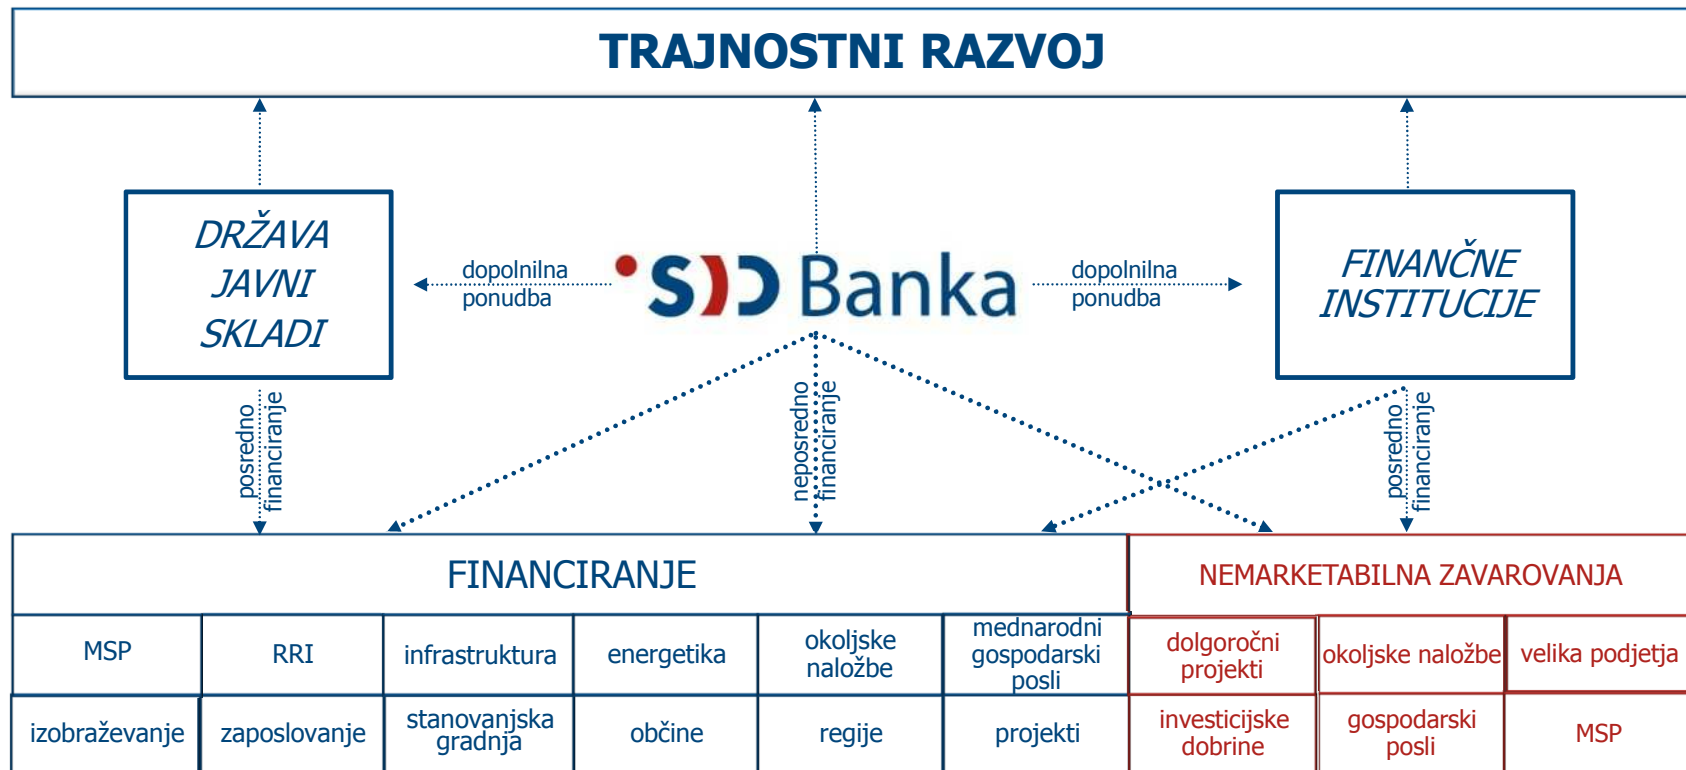 TRAJNOSTNI RAZVOJ
DRŽAVA
JAVNI
SKLADI
dopolnilna
ponudba
SID Banka
dopolnilna
ponudba
FINANČNE
INSTITUCIJE
posredno
financiranje
neposredno
financiranje
posredno
financiranje
FINANCIRANJE
NEMARKETABILNA ZAVAROVANJA
MSP
RRI
infrastruktura
energetika
okoljske
naložbe
mednarodni
gospodarski
posli
dolgoročni
projekti
okoljske naložbe
velika podjetja
izobraževanje
zaposlovanje
stanovanjska
gradnja
občine
regije
projekti
investicijske
dobrine
gospodarski
posli
MSP